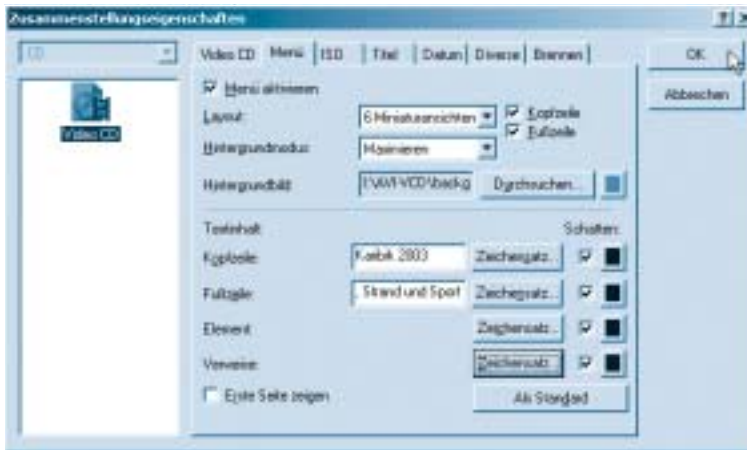 Zusammenstellungseigenschaften
CD
Video CD
Video CD Menü ISO Titel Datum Diverse Brennen
OK
Abbrechen
Menü aktivieren
Layout: 6 Miniaturansichten Kopfzeile
Fußzeile
Hintergrundmodus: Maximieren
Hintergrundbild: Durchsuchen...
Textinhalt: Schatten:
Kopfzeile: Karibik 2003 Zeichensatz...
Fußzeile: , Strand und Sport Zeichensatz...
Element: Zeichensatz...
Verweise: Zeichensatz...
Erste Seite zeigen
Als Standard